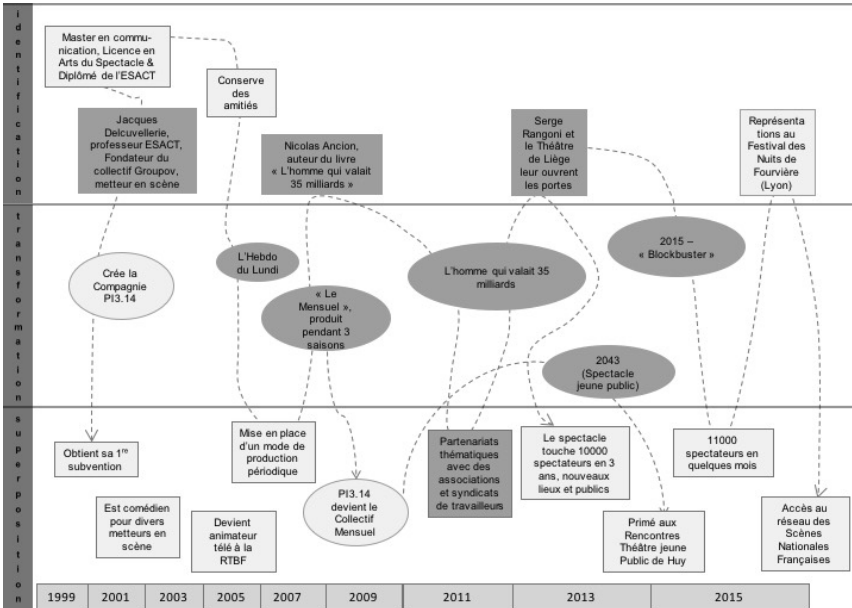 identification
Master en commu-
nication, Licence en
Arts du Spectacle &
Diplômé de l'ESACT
Conserve
des
amitiés
Jacques
Delcuvellerie,
professeur ESACT,
Fondateur du
collectif Groupov,
metteur en scène
Nicolas Ancion,
auteur du livre
« L'homme qui valait
35 milliards »
Serge
Rangoni et
le Théâtre
de Liège
leur ouvrent
les portes
Représenta
tions au
Festival des
Nuits de
Fourvière
(Lyon)
transformation
Crée la
Compagnie
PI3.14
L'Hebdo
du Lundi
« Le
Mensuel »,
produit
pendant 3
saisons
L'homme qui valait 35
milliards
2015 –
« Blockbuster »
2043
(Spectacle
jeune public)
superposition
Obtient sa 1re
subvention
Est comédien
pour divers
metteurs en
scène
Devient
animateur
télé à la
RTBF
Mise en place
d'un mode de
production
périodique
PI3.14
devient le
Collectif
Mensuel
Partenariats
thématiques
avec des
associations
et syndicats
de travailleurs
Le spectacle
touche 10000
spectateurs en 3
ans, nouveaux
lieux et publics
Primé aux
Rencontres
Théâtre jeune
Public de Huy
11000
spectateurs en
quelques mois
Accès au
réseau des
Scènes
Nationales
Françaises
1999 2001 2003 2005 2007 2009 2011 2013 2015